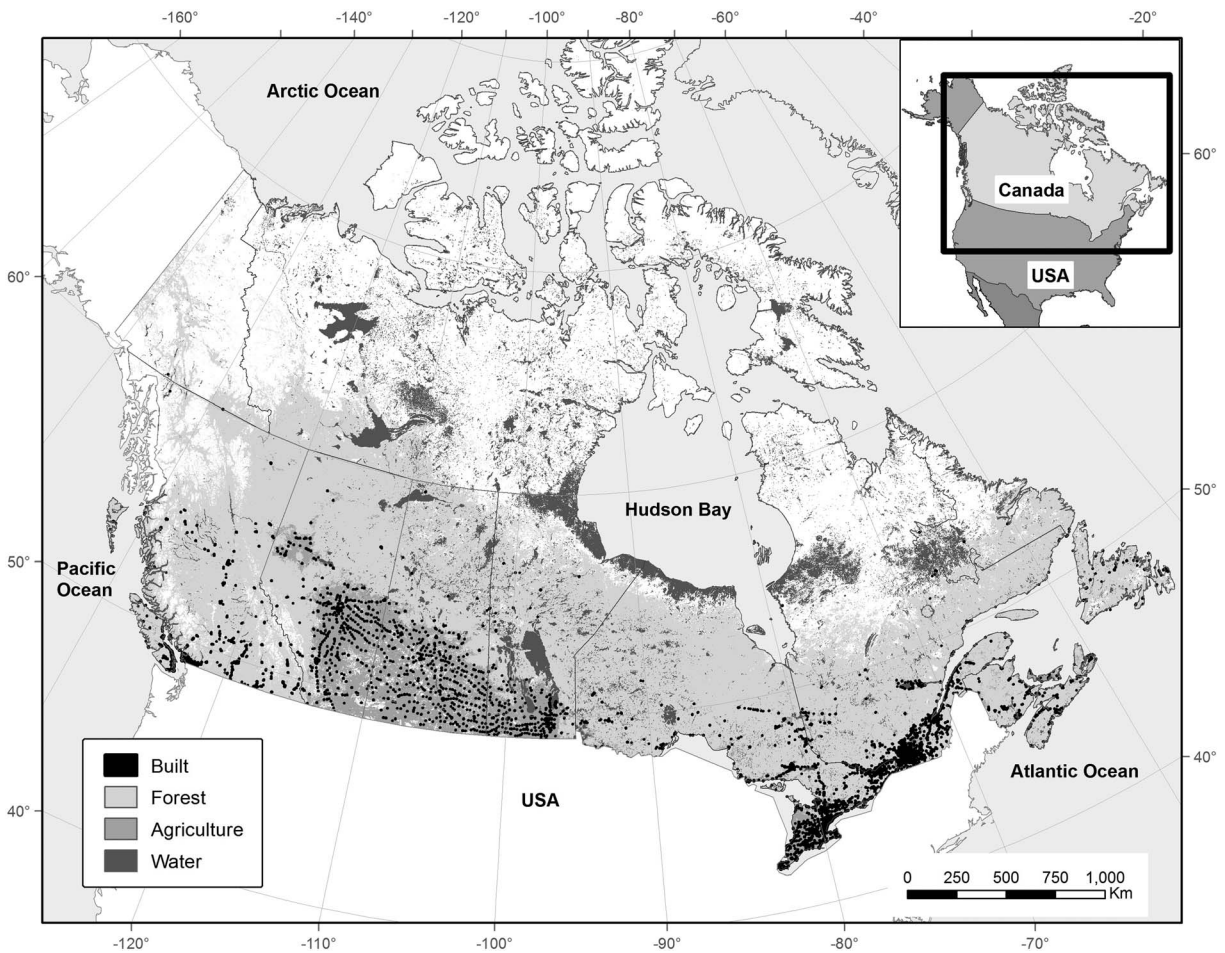 -160°
-140°
-120°
-100°
-80°
-60°
-40°
-20°
Arctic Ocean
60°
Canada
USA
60°
Hudson Bay
50°
50°
Pacific
Ocean
40°
Atlantic Ocean
USA
40°
Built
Forest
Agriculture
Water
0 250 500 750 1,000
Km
-120°
-110°
-100°
-90°
-80°
-70°